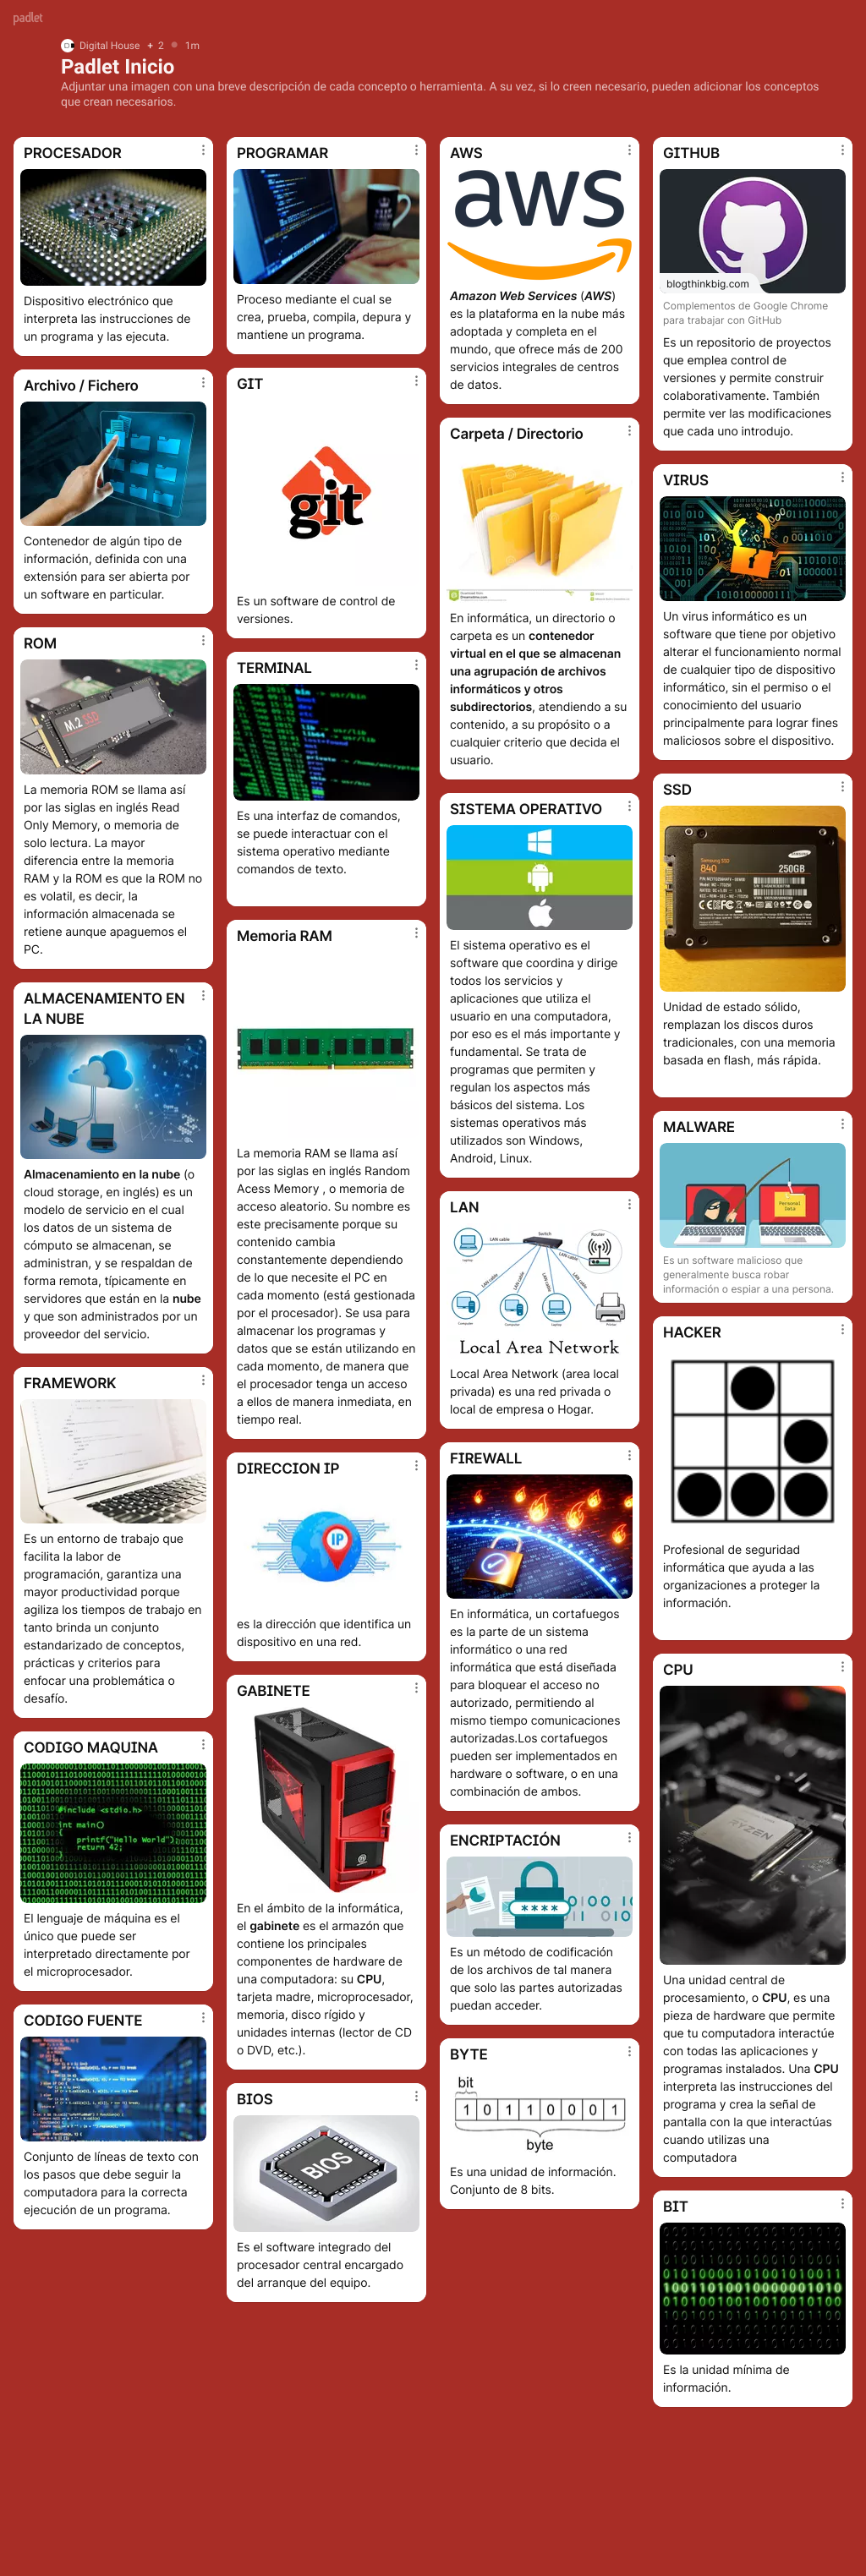 padlet
Digital House + 2 • 1m
Padlet Inicio
Adjuntar una imagen con una breve descripción de cada concepto o herramienta. A su vez, si lo creen necesario, pueden adicionar los conceptos
que crean necesarios.
PROCESADOR
Dispositivo electrónico que
interpreta las instrucciones de
un programa y las ejecuta.
Archivo / Fichero
Contenedor de algún tipo de
información, definida con una
extensión para ser abierta por
un software en particular.
ROM
M.2 SSD
La memoria ROM se llama así
por las siglas en inglés Read
Only Memory, o memoria de
solo lectura. La mayor
diferencia entre la memoria
RAM y la ROM es que la ROM no
es volatil, es decir, la
información almacenada se
retiene aunque apaguemos el
PC.
ALMACENAMIENTO EN
LA NUBE
Almacenamiento en la nube (o
cloud storage, en inglés) es un
modelo de servicio en el cual
los datos de un sistema de
cómputo se almacenan, se
administran, y se respaldan de
forma remota, típicamente en
servidores que están en la nube
y que son administrados por un
proveedor del servicio.
FRAMEWORK
Es un entorno de trabajo que
facilita la labor de
programación, garantiza una
mayor productividad porque
agiliza los tiempos de trabajo en
tanto brinda un conjunto
estandarizado de conceptos,
prácticas y criterios para
enfocar una problemática o
desafío.
CODIGO MAQUINA
#include <stdio.h>
int main()
{
printf("Hello World");
return 42;
}
El lenguaje de máquina es el
único que puede ser
interpretado directamente por
el microprocesador.
CODIGO FUENTE
Conjunto de líneas de texto con
los pasos que debe seguir la
computadora para la correcta
ejecución de un programa.
PROGRAMAR
Proceso mediante el cual se
crea, prueba, compila, depura y
mantiene un programa.
GIT
git
Es un software de control de
versiones.
TERMINAL
Es una interfaz de comandos,
se puede interactuar con el
sistema operativo mediante
comandos de texto.
Memoria RAM
La memoria RAM se llama así
por las siglas en inglés Random
Acess Memory , o memoria de
acceso aleatorio. Su nombre es
este precisamente porque su
contenido cambia
constantemente dependiendo
de lo que necesite el PC en
cada momento (está gestionada
por el procesador). Se usa para
almacenar los programas y
datos que se están utilizando en
cada momento, de manera que
el procesador tenga un acceso
a ellos de manera inmediata, en
tiempo real.
DIRECCION IP
IP
es la dirección que identifica un
dispositivo en una red.
GABINETE
En el ámbito de la informática,
el gabinete es el armazón que
contiene los principales
componentes de hardware de
una computadora: su CPU,
tarjeta madre, microprocesador,
memoria, disco rígido y
unidades internas (lector de CD
o DVD, etc.).
BIOS
BIOS
Es el software integrado del
procesador central encargado
del arranque del equipo.
AWS
aws
Amazon Web Services (AWS)
es la plataforma en la nube más
adoptada y completa en el
mundo, que ofrece más de 200
servicios integrales de centros
de datos.
Carpeta / Directorio
En informática, un directorio o
carpeta es un contenedor
virtual en el que se almacenan
una agrupación de archivos
informáticos y otros
subdirectorios, atendiendo a su
contenido, a su propósito o a
cualquier criterio que decida el
usuario.
SISTEMA OPERATIVO
El sistema operativo es el
software que coordina y dirige
todos los servicios y
aplicaciones que utiliza el
usuario en una computadora,
por eso es el más importante y
fundamental. Se trata de
programas que permiten y
regulan los aspectos más
básicos del sistema. Los
sistemas operativos más
utilizados son Windows,
Android, Linux.
LAN
Switch
Router
LAN cable
LAN Cable
LAN cable
LAN cable
LAN cable
LAN cable
Local Area Network
Local Area Network (area local
privada) es una red privada o
local de empresa o Hogar.
FIREWALL
En informática, un cortafuegos
es la parte de un sistema
informático o una red
informática que está diseñada
para bloquear el acceso no
autorizado, permitiendo al
mismo tiempo comunicaciones
autorizadas.Los cortafuegos
pueden ser implementados en
hardware o software, o en una
combinación de ambos.
ENCRIPTACIÓN
****
Es un método de codificación
de los archivos de tal manera
que solo las partes autorizadas
puedan acceder.
BYTE
bit
1 0 1 1 0 0 0 1
byte
Es una unidad de información.
Conjunto de 8 bits.
GITHUB
blogthinkbig.com
Complementos de Google Chrome
para trabajar con GitHub
Es un repositorio de proyectos
que emplea control de
versiones y permite construir
colaborativamente. También
permite ver las modificaciones
que cada uno introdujo.
VIRUS
Un virus informático es un
software que tiene por objetivo
alterar el funcionamiento normal
de cualquier tipo de dispositivo
informático, sin el permiso o el
conocimiento del usuario
principalmente para lograr fines
maliciosos sobre el dispositivo.
SSD
Samsung SSD
840
SAMSUNG
250GB
Unidad de estado sólido,
remplazan los discos duros
tradicionales, con una memoria
basada en flash, más rápida.
MALWARE
Personal
Data
Es un software malicioso que
generalmente busca robar
información o espiar a una persona.
HACKER
Profesional de seguridad
informática que ayuda a las
organizaciones a proteger la
información.
CPU
RYZEN
Una unidad central de
procesamiento, o CPU, es una
pieza de hardware que permite
que tu computadora interactúe
con todas las aplicaciones y
programas instalados. Una CPU
interpreta las instrucciones del
programa y crea la señal de
pantalla con la que interactúas
cuando utilizas una
computadora
BIT
Es la unidad mínima de
información.